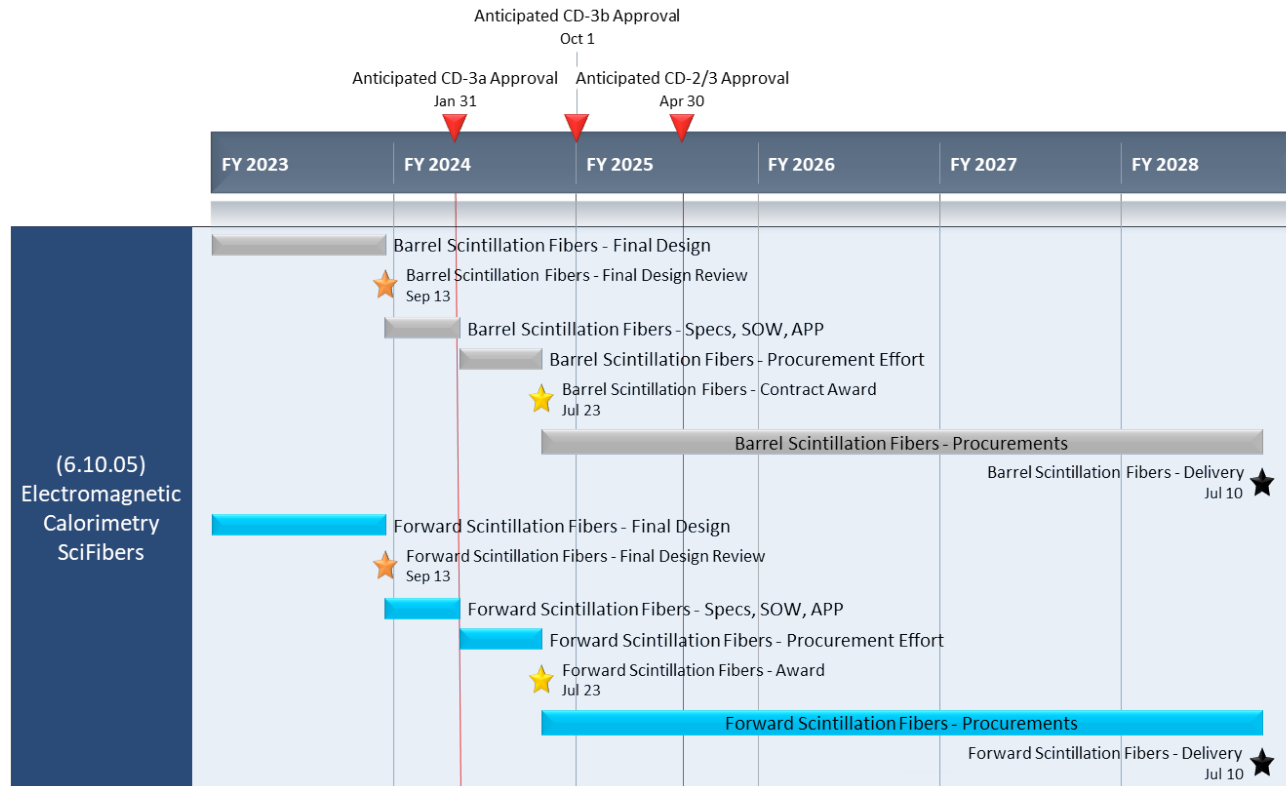 Anticipated CD-3b Approval
Oct 1
Anticipated CD-3a Approval
Jan 31
Anticipated CD-2/3 Approval
Apr 30
FY 2023
FY 2024
FY 2025
FY 2026
FY 2027
FY 2028
(6.10.05)
Electromagnetic
Calorimetry
SciFibers
Barrel Scintillation Fibers - Final Design
Barrel Scintillation Fibers - Final Design Review
Sep 13
Barrel Scintillation Fibers - Specs, SOW, APP
Barrel Scintillation Fibers - Procurement Effort
Barrel Scintillation Fibers - Contract Award
Jul 23
Barrel Scintillation Fibers - Procurements
Barrel Scintillation Fibers - Delivery
Jul 10
Forward Scintillation Fibers - Final Design
Forward Scintillation Fibers - Final Design Review
Sep 13
Forward Scintillation Fibers - Specs, SOW, APP
Forward Scintillation Fibers - Procurement Effort
Forward Scintillation Fibers - Award
Jul 23
Forward Scintillation Fibers - Procurements
Forward Scintillation Fibers - Delivery
Jul 10